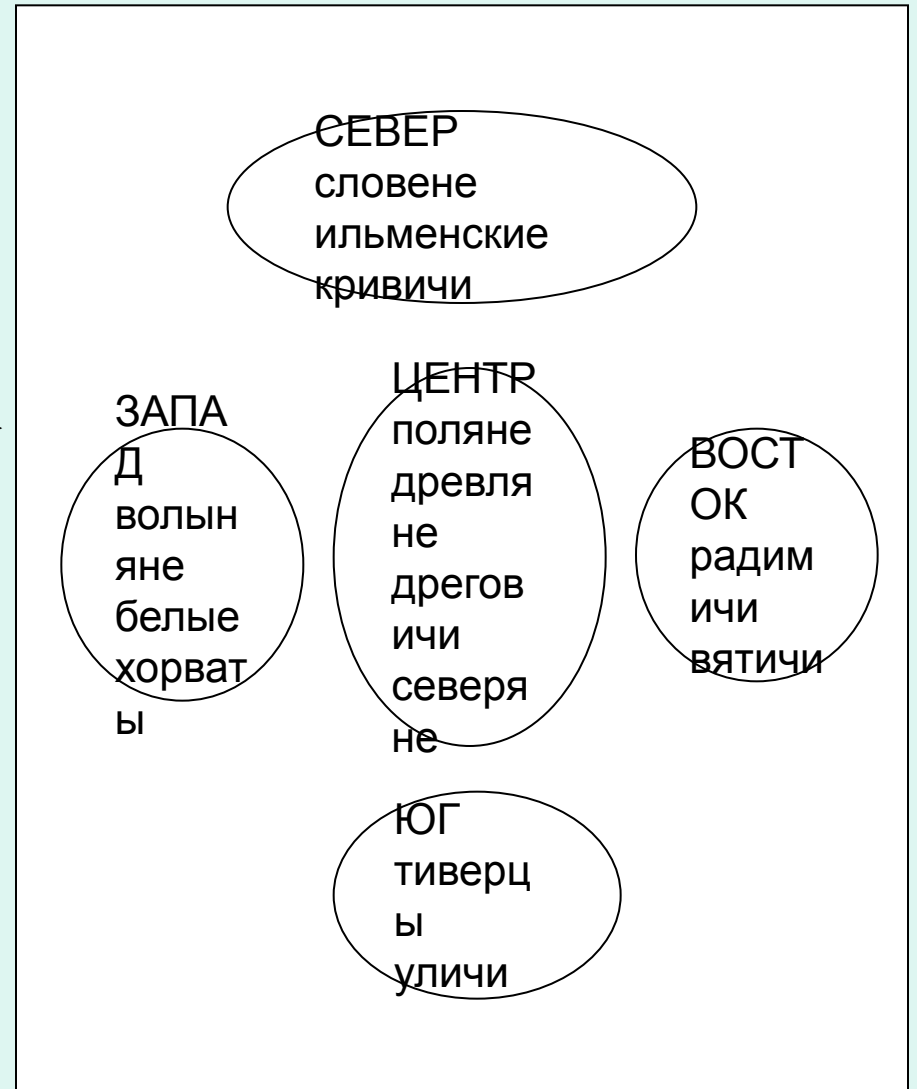 СЕВЕР
словене
ильменские
кривичи
ЗАПА
Д
волын
яне
белые
хорват
ы
ЦЕНТР
поляне
древля
не
дрегов
ичи
северя
не
ВОСТ
ОК
радим
ичи
вятичи
ЮГ
тиверц
ы
уличи